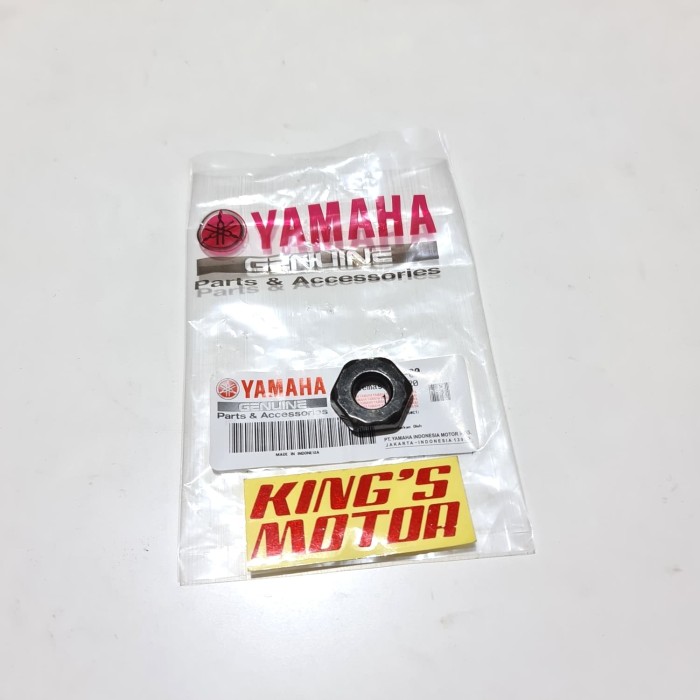 YAMAHA
GENUINE
Parts & Accessories
YAMAHA
GENUINE
Parts & Accessories
MADE IN INDONESIA
PT.YAMAHA INDONESIA MOTOR
JAKARTA-INDONESIA
KING'S
MOTOR